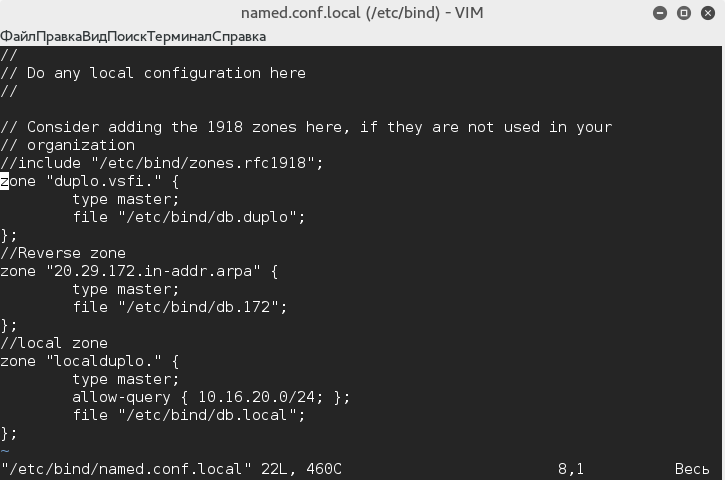 named.conf.local (/etc/bind) - VIM
ФайлПравкаВидПоискТерминалСправка
//
// Do any local configuration here
//
// Consider adding the 1918 zones here, if they are not used in your
// organization
//include "/etc/bind/zones.rfc1918";
zone "duplo.vsfi." {
        type master;
        file "/etc/bind/db.duplo";
};
//Reverse zone
zone "20.29.172.in-addr.arpa" {
        type master;
        file "/etc/bind/db.172";
};
//local zone
zone "localduplo." {
        type master;
        allow-query { 10.16.20.0/24; };
        file "/etc/bind/db.local";
};
~
"/etc/bind/named.conf.local" 22L, 460C 8,1 Весь